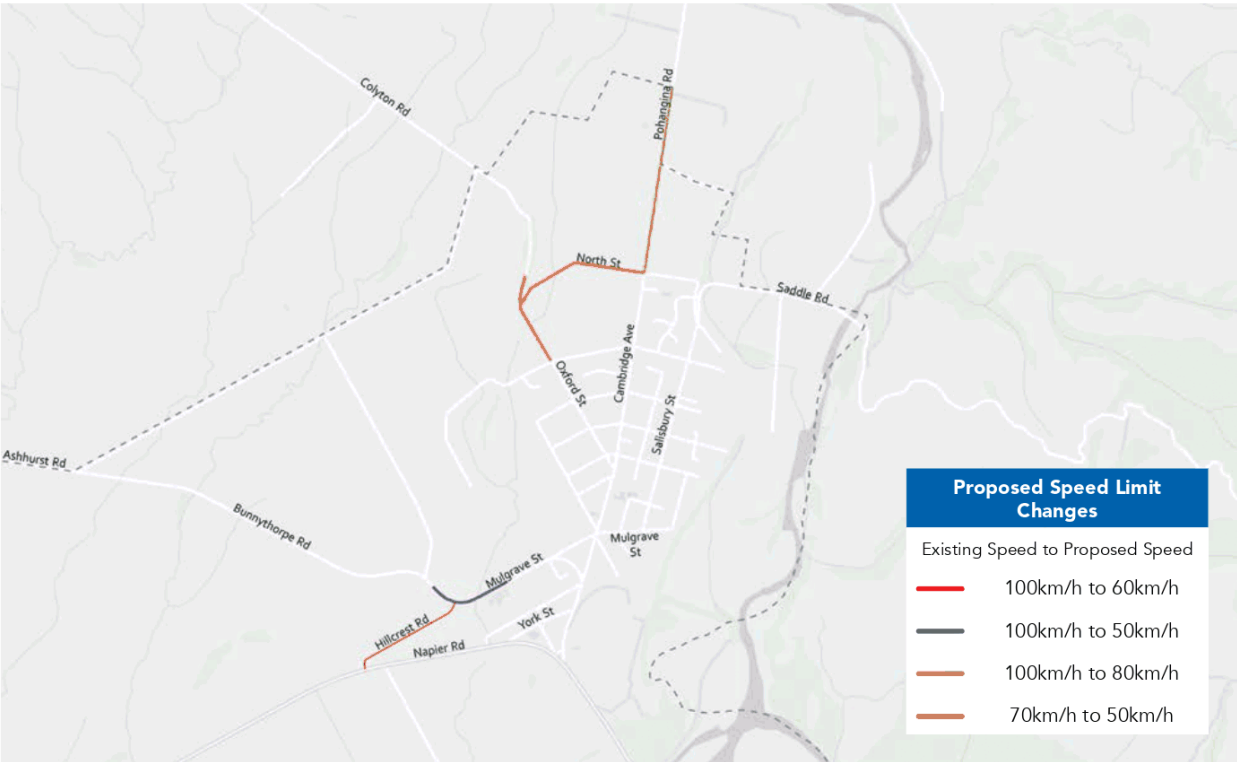 Colyton Rd
Pohangina Rd
North St
Saddle Rd
Cambridge Ave
Oxford St
Salisbury St
Ashhurst Rd
Bunnythorpe Rd
Mulgrave
St
Mulgrave St
York St
Hillcrest Rd
Napier Rd
Proposed Speed Limit
Changes
Existing Speed to Proposed Speed
100km/h to 60km/h
100km/h to 50km/h
100km/h to 80km/h
70km/h to 50km/h